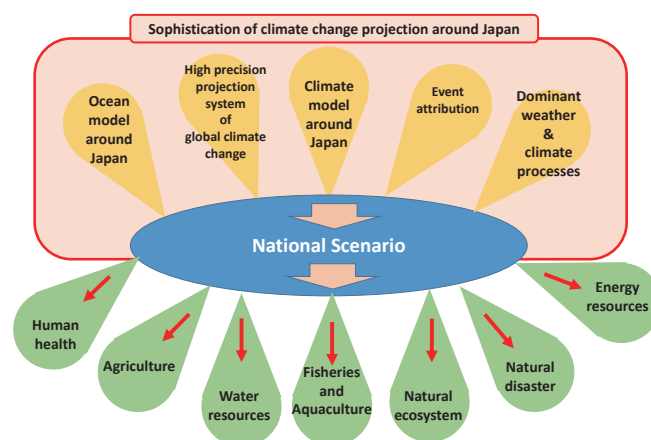 Sophistication of climate change projection around Japan
Ocean
model
around
Japan
High precision
projection
system
of
global climate
change
Climate
model
around
Japan
Event
attribution
Dominant
weather
&
climate
processes
National Scenario
Human
health
Agriculture
Water
resources
Fisheries
and
Aquaculture
Natural
ecosystem
Natural
disaster
Energy
resources